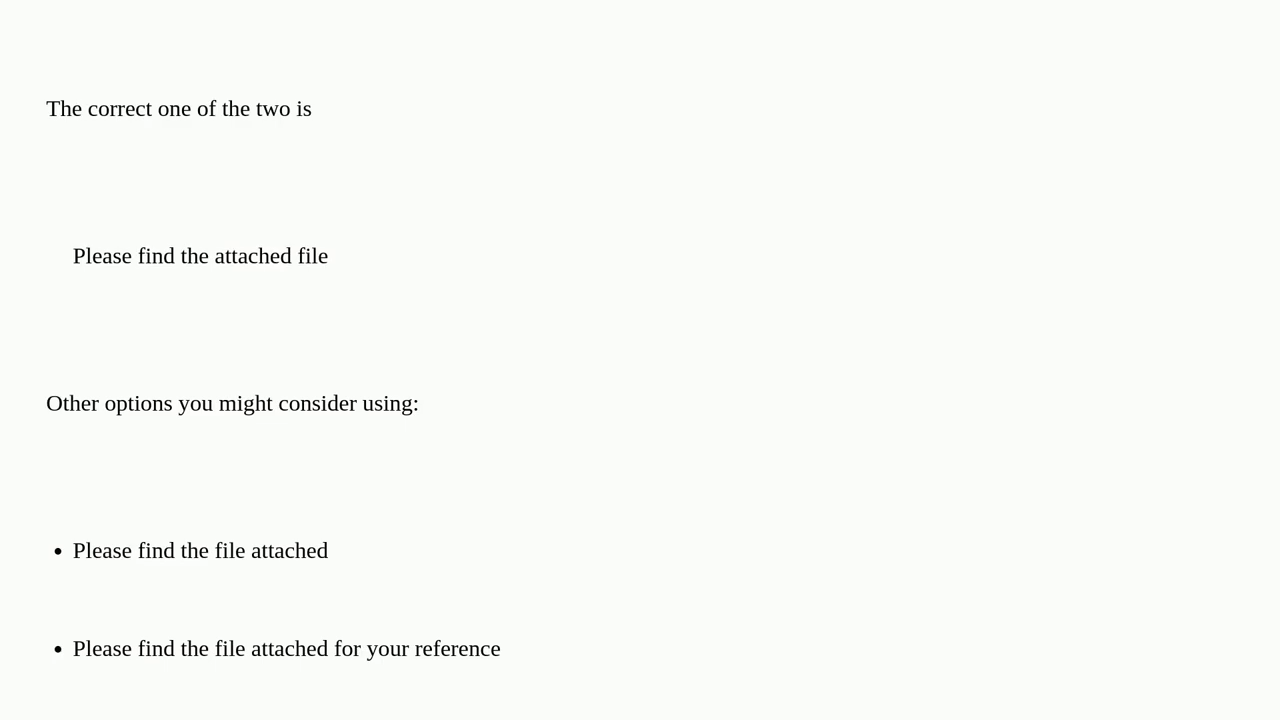 The correct one of the two is
Please find the attached file
Other options you might consider using:
• Please find the file attached
• Please find the file attached for your reference